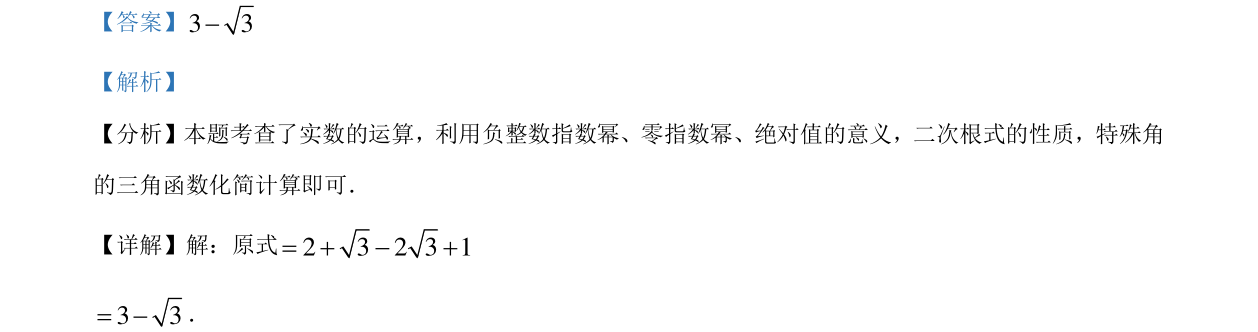 【答案】3−√3
【解析】
【分析】本题考查了实数的运算，利用负整数指数幂、零指数幂、绝对值的意义，二次根式的性质，特殊角
的三角函数化简计算即可．
【详解】解：原式=2+√3−2√3+1
=3−√3．